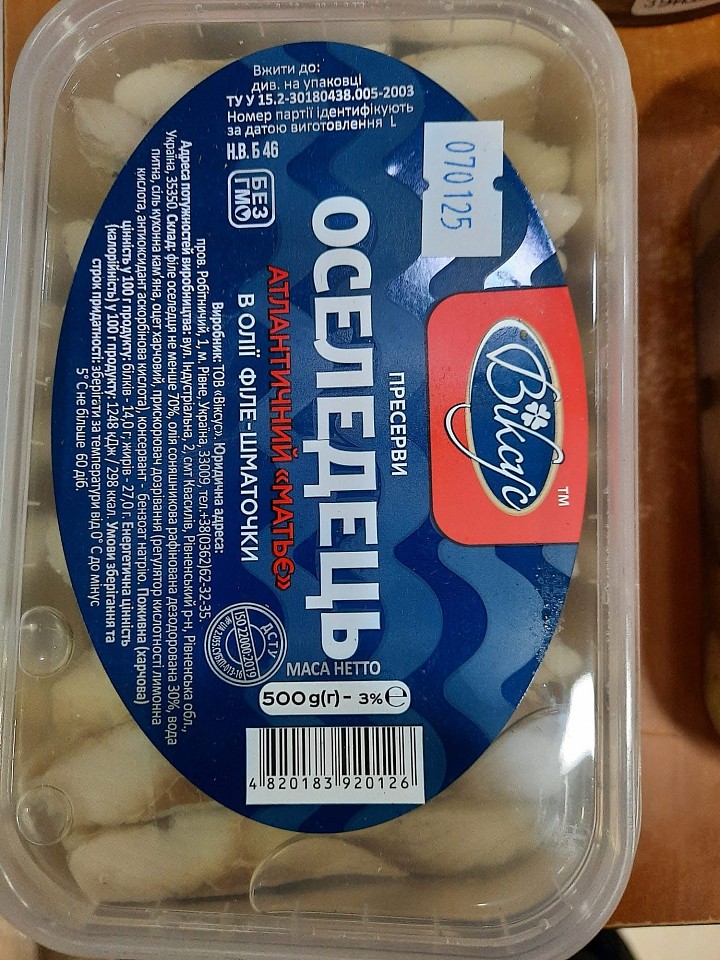 Вжити до:
див. на упаковці
ТУ У 15.2-30180438.005-2003
Номер партії ідентифікують
за датою виготовлення L
Н.В. Б 46
БЕЗ
ГМО
070125
Віксус
ТМ
ПРЕСЕРВИ
ОСЕЛЕДЕЦЬ
АТЛАНТИЧНИЙ «МАТЬЄ»
В ОЛІЇ ФІЛЕ-ШМАТОЧКИ
Виробник: ТОВ «Віксус». Юридична адреса:
пров. Робітничий, 1, м. Рівне, Україна, 33009, тел.+38(0362)62-32-35.
Адреса потужностей виробництва: вул. Індустріальна, 2, смт Квасилів, Рівненський р-н, Рівненська обл.,
Україна, 35350. Склад: філе оселедця не менше 70%, олія соняшникова рафінована дезодорована 30%, вода
питна, сіль кухонна кам'яна, оцет харчовий, прискорювач дозрівання (регулятор кислотності лимонна
кислота, антиоксидант аскорбінова кислота), консервант - бензоат натрію. Поживна (харчова)
цінність у 100 г продукту: білків - 14,0 г, жирів - 27,0 г. Енергетична цінність
(калорійність) у 100 г продукту: 1248 кДж / 298 ккал. Умови зберігання та
строк придатності: зберігати за температури від 0° С до мінус
5° С не більше 60 діб.
ДСТУ
ISO 22000:2019
МАСА НЕТТО
500 g(г) - 3% ℮
4 820183 920126